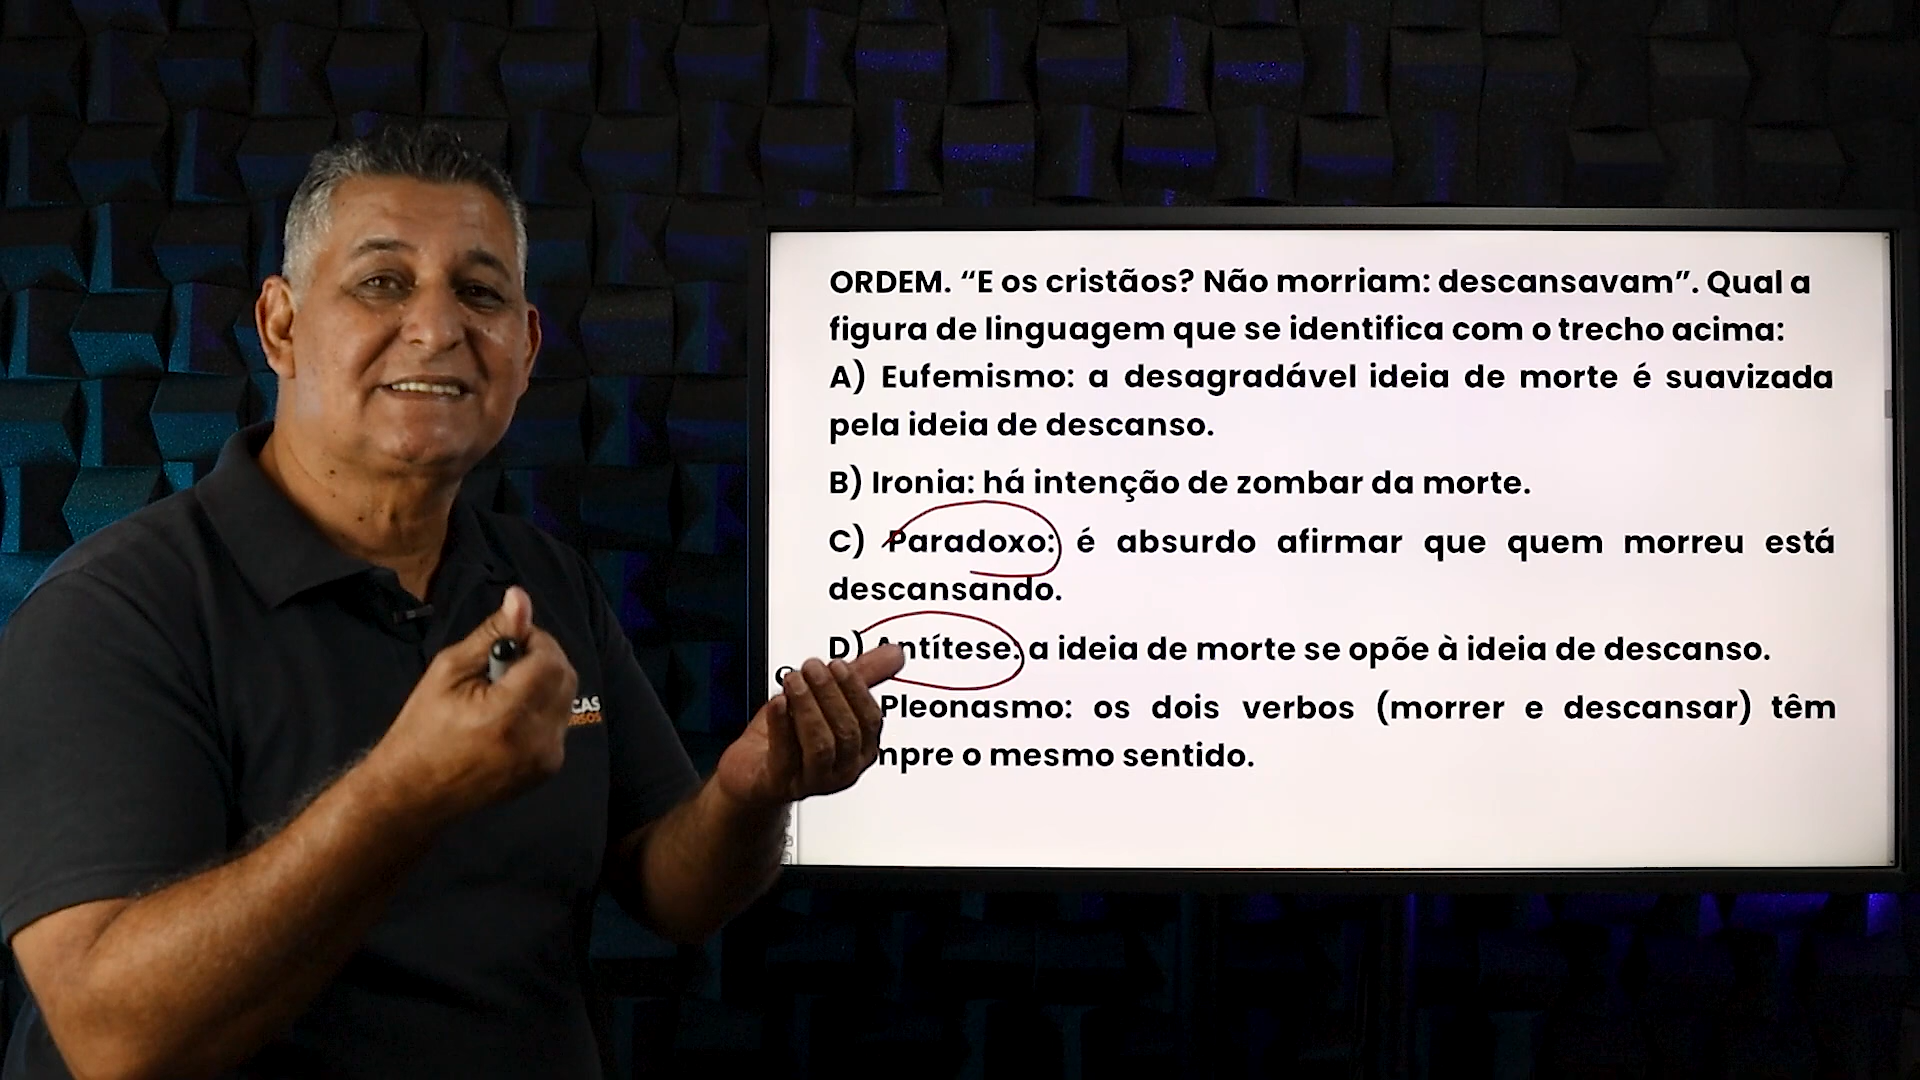 ORDEM. “E os cristãos? Não morriam: descansavam”. Qual a
figura de linguagem que se identifica com o trecho acima:
A) Eufemismo: a desagradável ideia de morte é suavizada
pela ideia de descanso.
B) Ironia: há intenção de zombar da morte.
C) Paradoxo: é absurdo afirmar que quem morreu está
descansando.
D) Antítese: a ideia de morte se opõe à ideia de descanso.
Pleonasmo: os dois verbos (morrer e descansar) têm
o mesmo sentido.